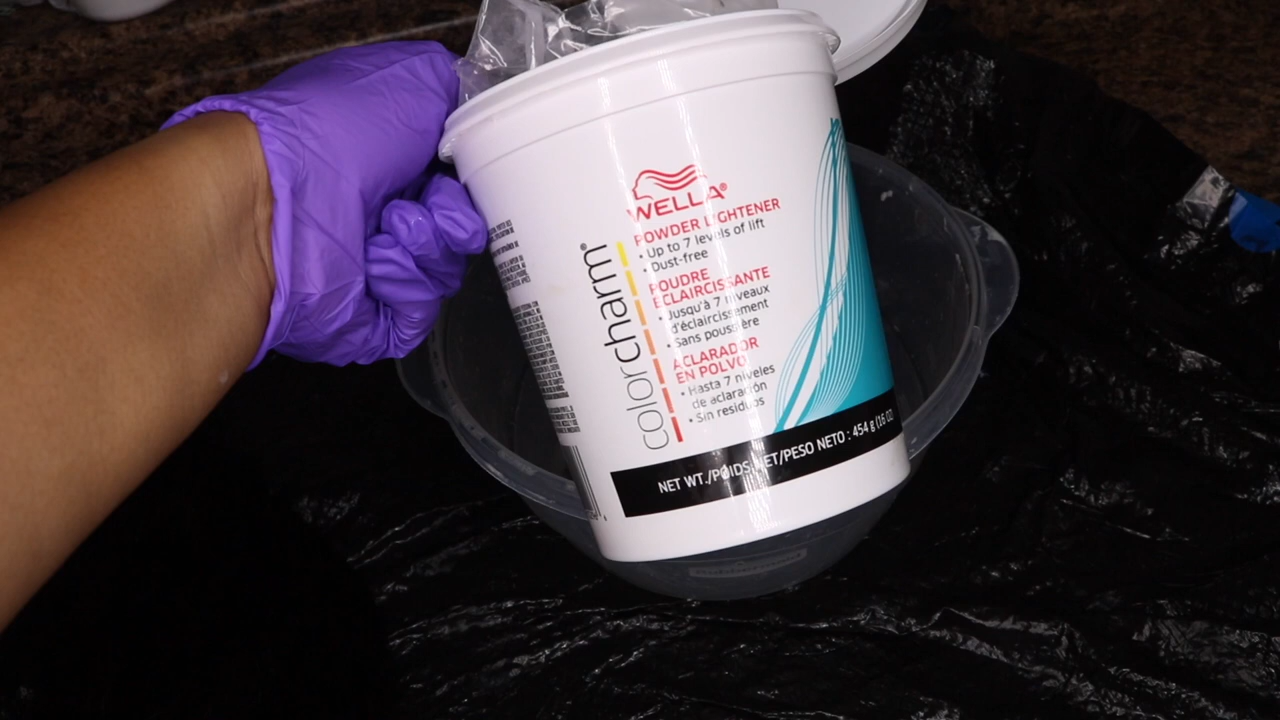 WELLA®
POWDER LIGHTENER
• Up to 7 levels of lift
• Dust-free
POUDRE
ÉCLAIRCISSANTE
• Jusqu'à 7 niveaux
d'éclaircissement
• Sans poussière
ACLARADOR
EN POLVO
• Hasta 7 niveles
de aclaración
• Sin residuos
colorcharm®
NET WT./POIDS NET/PESO NETO : 454 g (16 OZ
Rubbermaid